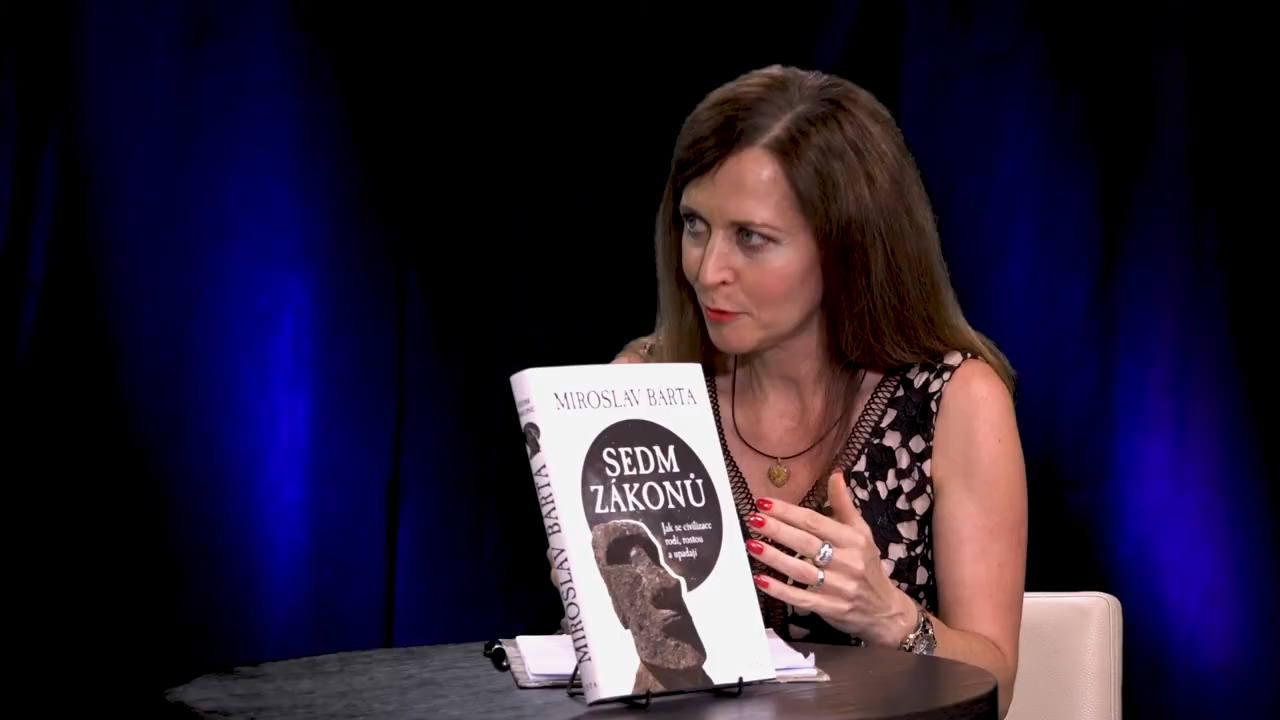 MIROSLAV BARTA
SEDM
ZÁKONŮ
Jak se civilizace
rodí, rostou
a upadají
MIROSLAV BARTA